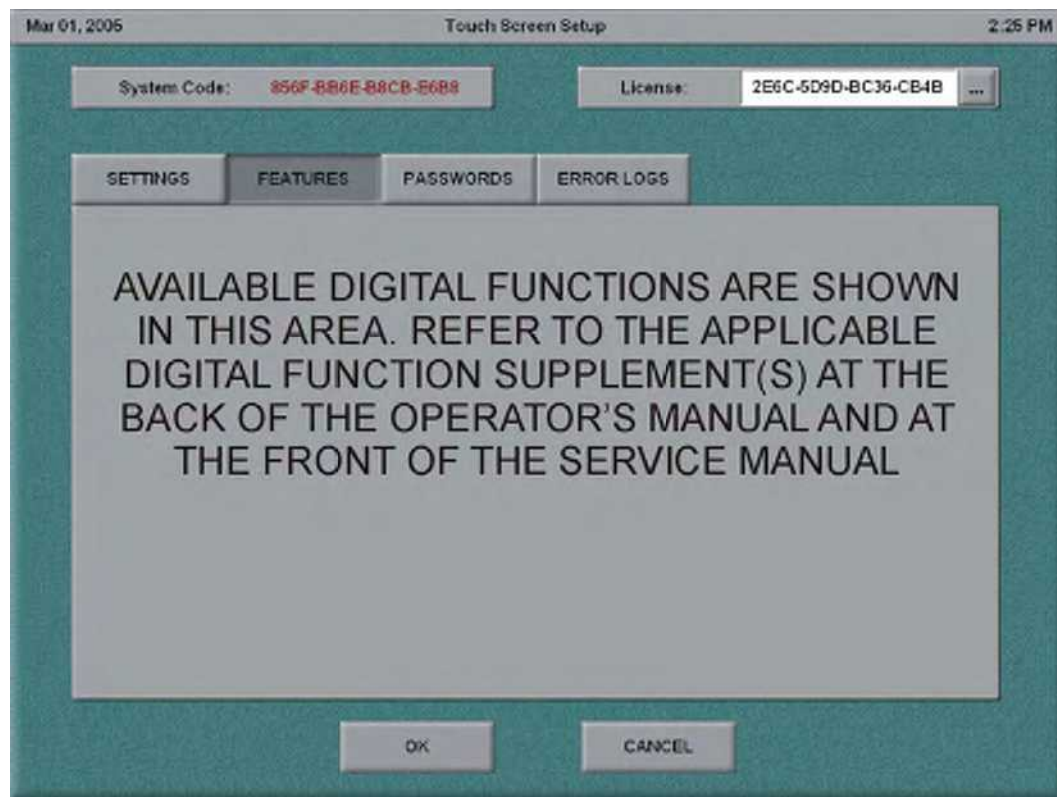 Mar 01, 2005 Touch Screen Setup 2:25 PM
System Code: 856F-BB6E-B8CB-E6B8 License: 2E6C-5D9D-BC36-CB4B ...
SETTINGS FEATURES PASSWORDS ERROR LOGS
AVAILABLE DIGITAL FUNCTIONS ARE SHOWN
IN THIS AREA. REFER TO THE APPLICABLE
DIGITAL FUNCTION SUPPLEMENT(S) AT THE
BACK OF THE OPERATOR’S MANUAL AND AT
THE FRONT OF THE SERVICE MANUAL
OK CANCEL